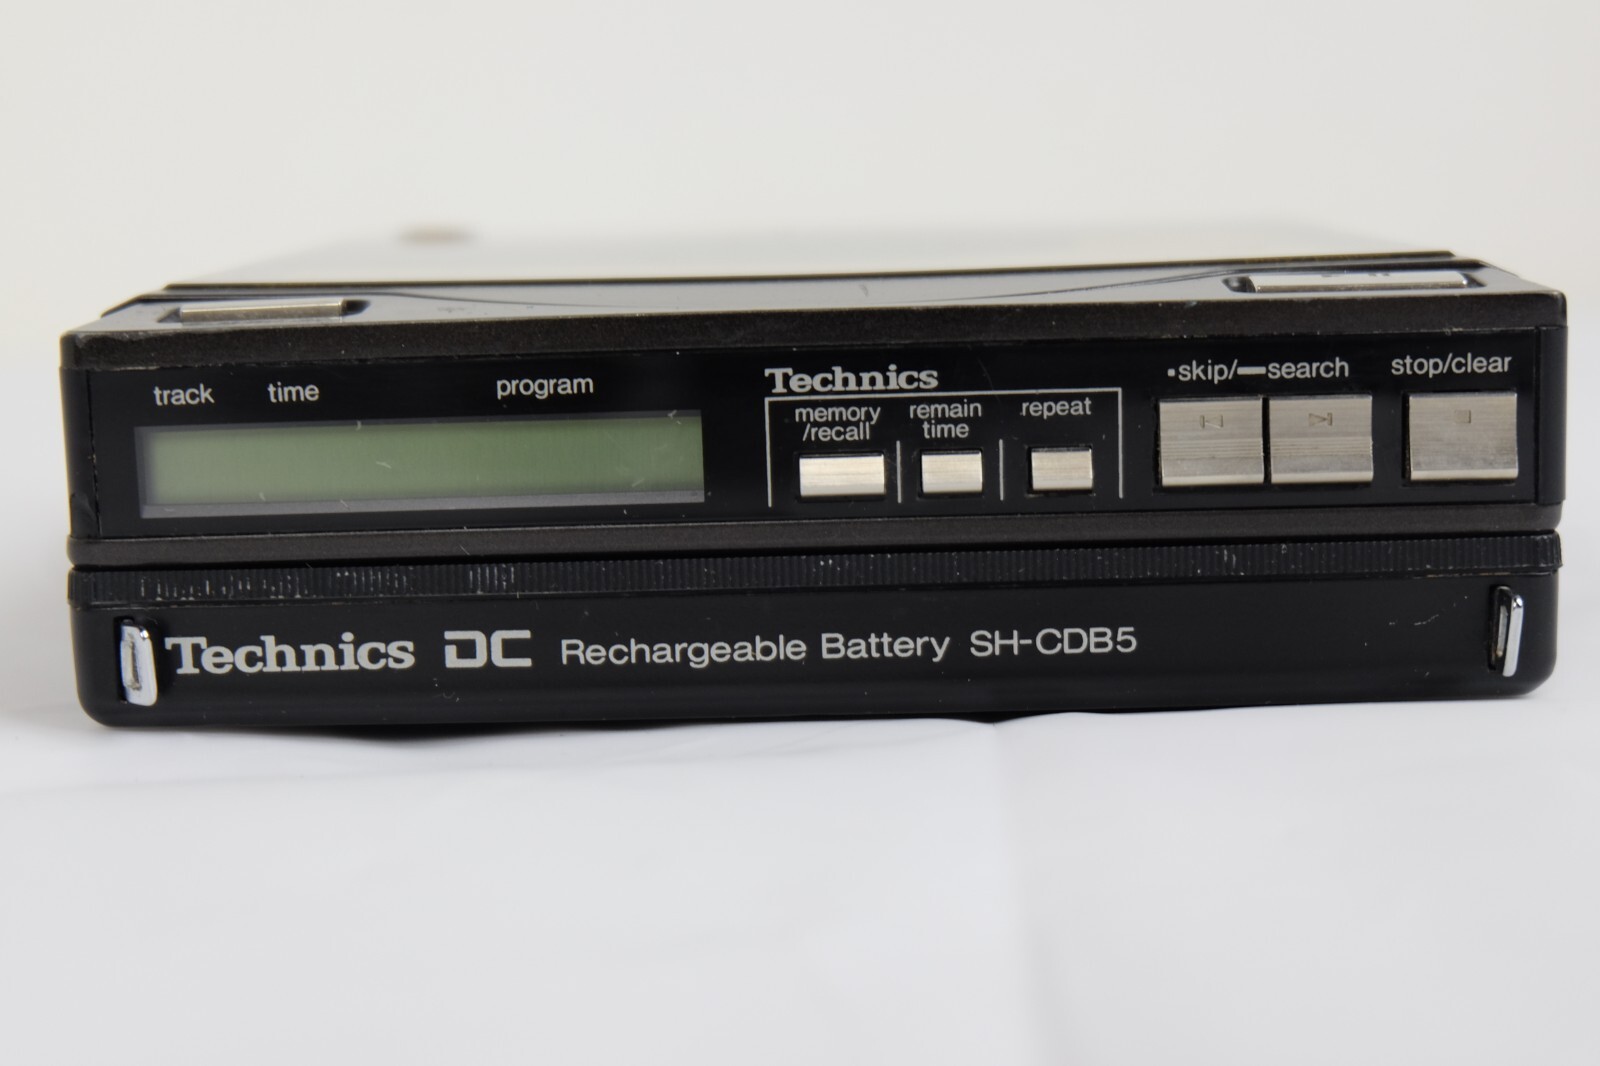 track time program
Technics
memory
/recall
remain
time
repeat
•skip/—search
stop/clear
Technics DC Rechargeable Battery SH-CDB5